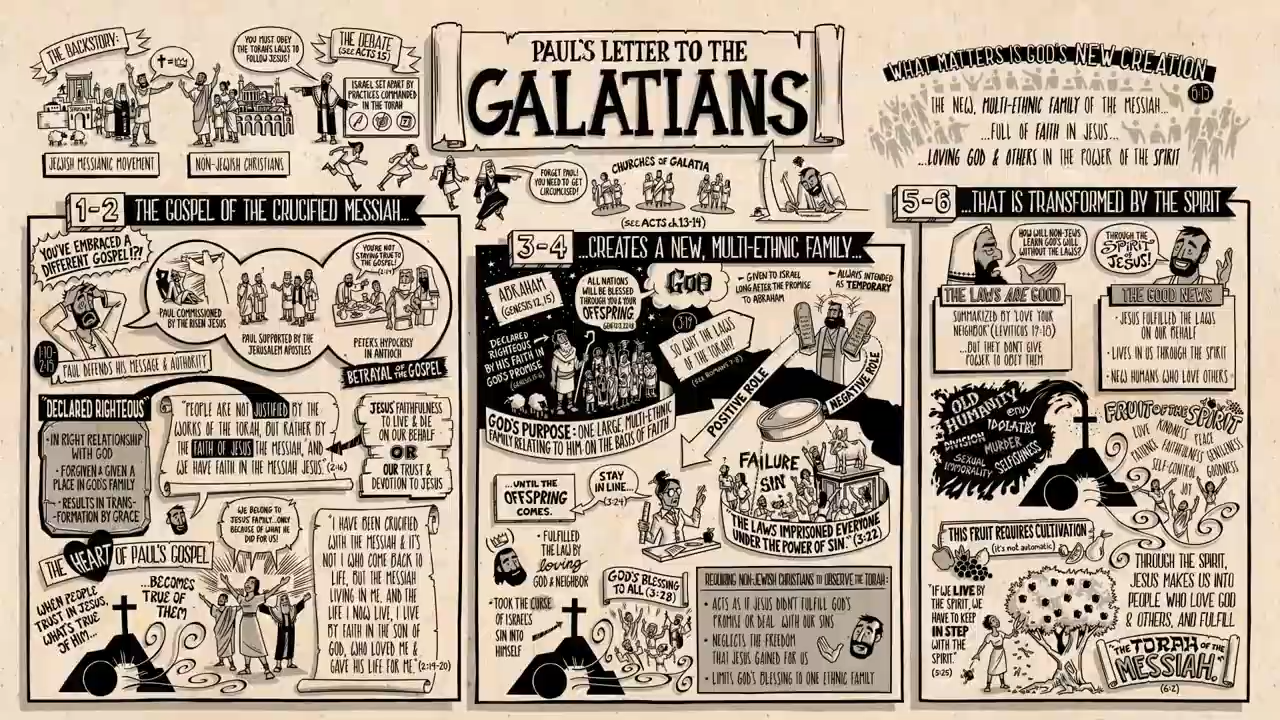 THE BACKSTORY:
YOU MUST OBEY
THE TORAH'S LAWS TO
FOLLOW JESUS!
THE DEBATE
(SEE ACTS 15)
ISRAEL SET APART BY
PRACTICES COMMANDED
IN THE TORAH
JEWISH MESSIANIC MOVEMENT
NON-JEWISH CHRISTIANS
PAUL'S LETTER TO THE
GALATIANS
FORGET PAUL!
YOU NEED TO GET
CIRCUMCISED!
CHURCHES OF GALATIA
(SEE ACTS ch.13-14)
WHAT MATTERS IS GOD'S NEW CREATION
6:15
THE NEW, MULTI-ETHNIC FAMILY OF THE MESSIAH...
...FULL OF FAITH IN JESUS...
...LOVING GOD & OTHERS IN THE POWER OF THE SPIRIT
1-2 THE GOSPEL OF THE CRUCIFIED MESSIAH...
YOU'VE EMBRACED A
DIFFERENT GOSPEL!?!
1:10-
2:15
PAUL DEFENDS HIS MESSAGE & AUTHORITY
PAUL COMMISSIONED
BY THE RISEN JESUS
PAUL SUPPORTED BY THE
JERUSALEM APOSTLES
YOU'RE NOT
STAYING TRUE TO
THE GOSPEL!
(2:14)
PETER'S HYPOCRISY
IN ANTIOCH
BETRAYAL OF THE GOSPEL
"DECLARED RIGHTEOUS"
• IN RIGHT RELATIONSHIP
WITH GOD
• FORGIVEN & GIVEN A
PLACE IN GOD'S FAMILY
• RESULTS IN TRANS-
FORMATION BY GRACE
"PEOPLE ARE NOT JUSTIFIED BY THE
WORKS OF THE TORAH, BUT RATHER BY
THE FAITH OF JESUS THE MESSIAH, AND
WE HAVE FAITH IN THE MESSIAH JESUS." (2:16)
JESUS' FAITHFULNESS
TO LIVE & DIE
ON OUR BEHALF
OR
OUR TRUST &
DEVOTION TO JESUS
THE HEART OF PAUL'S GOSPEL
WHEN PEOPLE
TRUST IN JESUS,
WHAT'S TRUE
OF HIM...
...BECOMES
TRUE OF
THEM
WE BELONG TO
JESUS' FAMILY...ONLY
BECAUSE OF WHAT HE
DID FOR US!
"I HAVE BEEN CRUCIFIED
WITH THE MESSIAH & IT'S
NOT I WHO COME BACK TO
LIFE, BUT THE MESSIAH
LIVING IN ME. AND THE
LIFE I NOW LIVE, I LIVE
BY FAITH IN THE SON OF
GOD, WHO LOVED ME &
GAVE HIS LIFE FOR ME" (2:19-20)
3-4 ...CREATES A NEW, MULTI-ETHNIC FAMILY...
ABRAHAM
(GENESIS 12, 15)
ALL NATIONS
WILL BE BLESSED
THROUGH YOU & YOUR
OFFSPRING.
DECLARED
RIGHTEOUS
BY HIS FAITH IN
GOD'S PROMISE
(GENESIS 15:6)
GOD'S PURPOSE: ONE LARGE, MULTI-ETHNIC
FAMILY RELATING TO HIM ON THE BASIS OF FAITH
GOD
- GIVEN TO ISRAEL
LONG AFTER THE PROMISE
TO ABRAHAM
- ALWAYS INTENDED
AS TEMPORARY
3:19
SO WHY THE LAWS
OF THE TORAH?
(SEE ROMANS 7-8)
POSITIVE ROLE
NEGATIVE ROLE
FAILURE
SIN
THE LAWS IMPRISONED EVERYONE
UNDER THE POWER OF SIN." (3:22)
...UNTIL THE
OFFSPRING
COMES.
STAY
IN LINE...
(3:24)
• FULFILLED
THE LAW BY
loving
GOD & NEIGHBOR
• TOOK THE CURSE
OF ISRAEL'S
SIN INTO
HIMSELF
GOD'S BLESSING
TO ALL (3:28)
REQUIRING NON-JEWISH CHRISTIANS TO OBSERVE THE TORAH:
• ACTS AS IF JESUS DIDN'T FULFILL GOD'S
PROMISE OR DEAL WITH OUR SINS
• NEGLECTS THE FREEDOM
THAT JESUS GAINED FOR US
• LIMITS GOD'S BLESSING TO ONE ETHNIC FAMILY
5-6 ...THAT IS TRANSFORMED BY THE SPIRIT
HOW WILL NON-JEWS
LEARN GOD'S WILL
WITHOUT THE LAWS?
THROUGH THE
SPIRIT
OF JESUS!
THE LAWS ARE GOOD
SUMMARIZED BY "LOVE YOUR
NEIGHBOR" (LEVITICUS 19:10)
...BUT THEY DON'T GIVE
POWER TO OBEY THEM
THE GOOD NEWS
• JESUS FULFILLED THE LAWS
ON OUR BEHALF
• LIVES IN US THROUGH THE SPIRIT
• NEW HUMANS WHO LOVE OTHERS
OLD
HUMANITY
envy
IDOLATRY
DIVISION
MURDER
SEXUAL
IMMORALITY
SELFISHNESS
FRUIT OF THE SPIRIT
LOVE
KINDNESS
PEACE
PATIENCE
FAITHFULNESS
GENTLENESS
SELF-CONTROL
GOODNESS
JOY
THIS FRUIT REQUIRES CULTIVATION
(it's not automatic)
"IF WE LIVE BY
THE SPIRIT, WE
HAVE TO KEEP
IN STEP
WITH THE
SPIRIT."
(5:25)
THROUGH THE SPIRIT,
JESUS MAKES US INTO
PEOPLE WHO LOVE GOD
& OTHERS, AND FULFILL
"THE TORAH OF THE
MESSIAH."
(6:2)